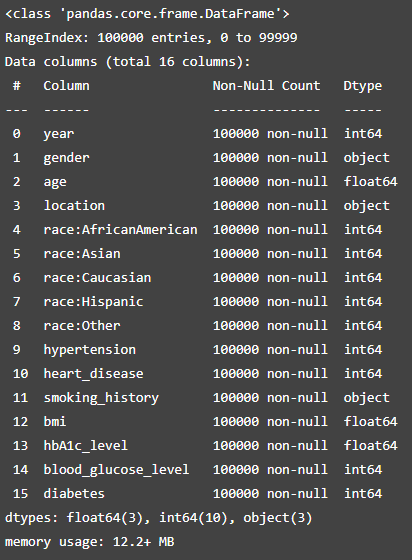 <class 'pandas.core.frame.DataFrame'>
RangeIndex: 100000 entries, 0 to 99999
Data columns (total 16 columns):
 #   Column                Non-Null Count   Dtype
---  ------                --------------   -----
 0   year                  100000 non-null  int64
 1   gender                100000 non-null  object
 2   age                   100000 non-null  float64
 3   location              100000 non-null  object
 4   race:AfricanAmerican  100000 non-null  int64
 5   race:Asian            100000 non-null  int64
 6   race:Caucasian        100000 non-null  int64
 7   race:Hispanic         100000 non-null  int64
 8   race:Other            100000 non-null  int64
 9   hypertension          100000 non-null  int64
 10  heart_disease         100000 non-null  int64
 11  smoking_history       100000 non-null  object
 12  bmi                   100000 non-null  float64
 13  hbA1c_level           100000 non-null  float64
 14  blood_glucose_level   100000 non-null  int64
 15  diabetes              100000 non-null  int64
dtypes: float64(3), int64(10), object(3)
memory usage: 12.2+ MB